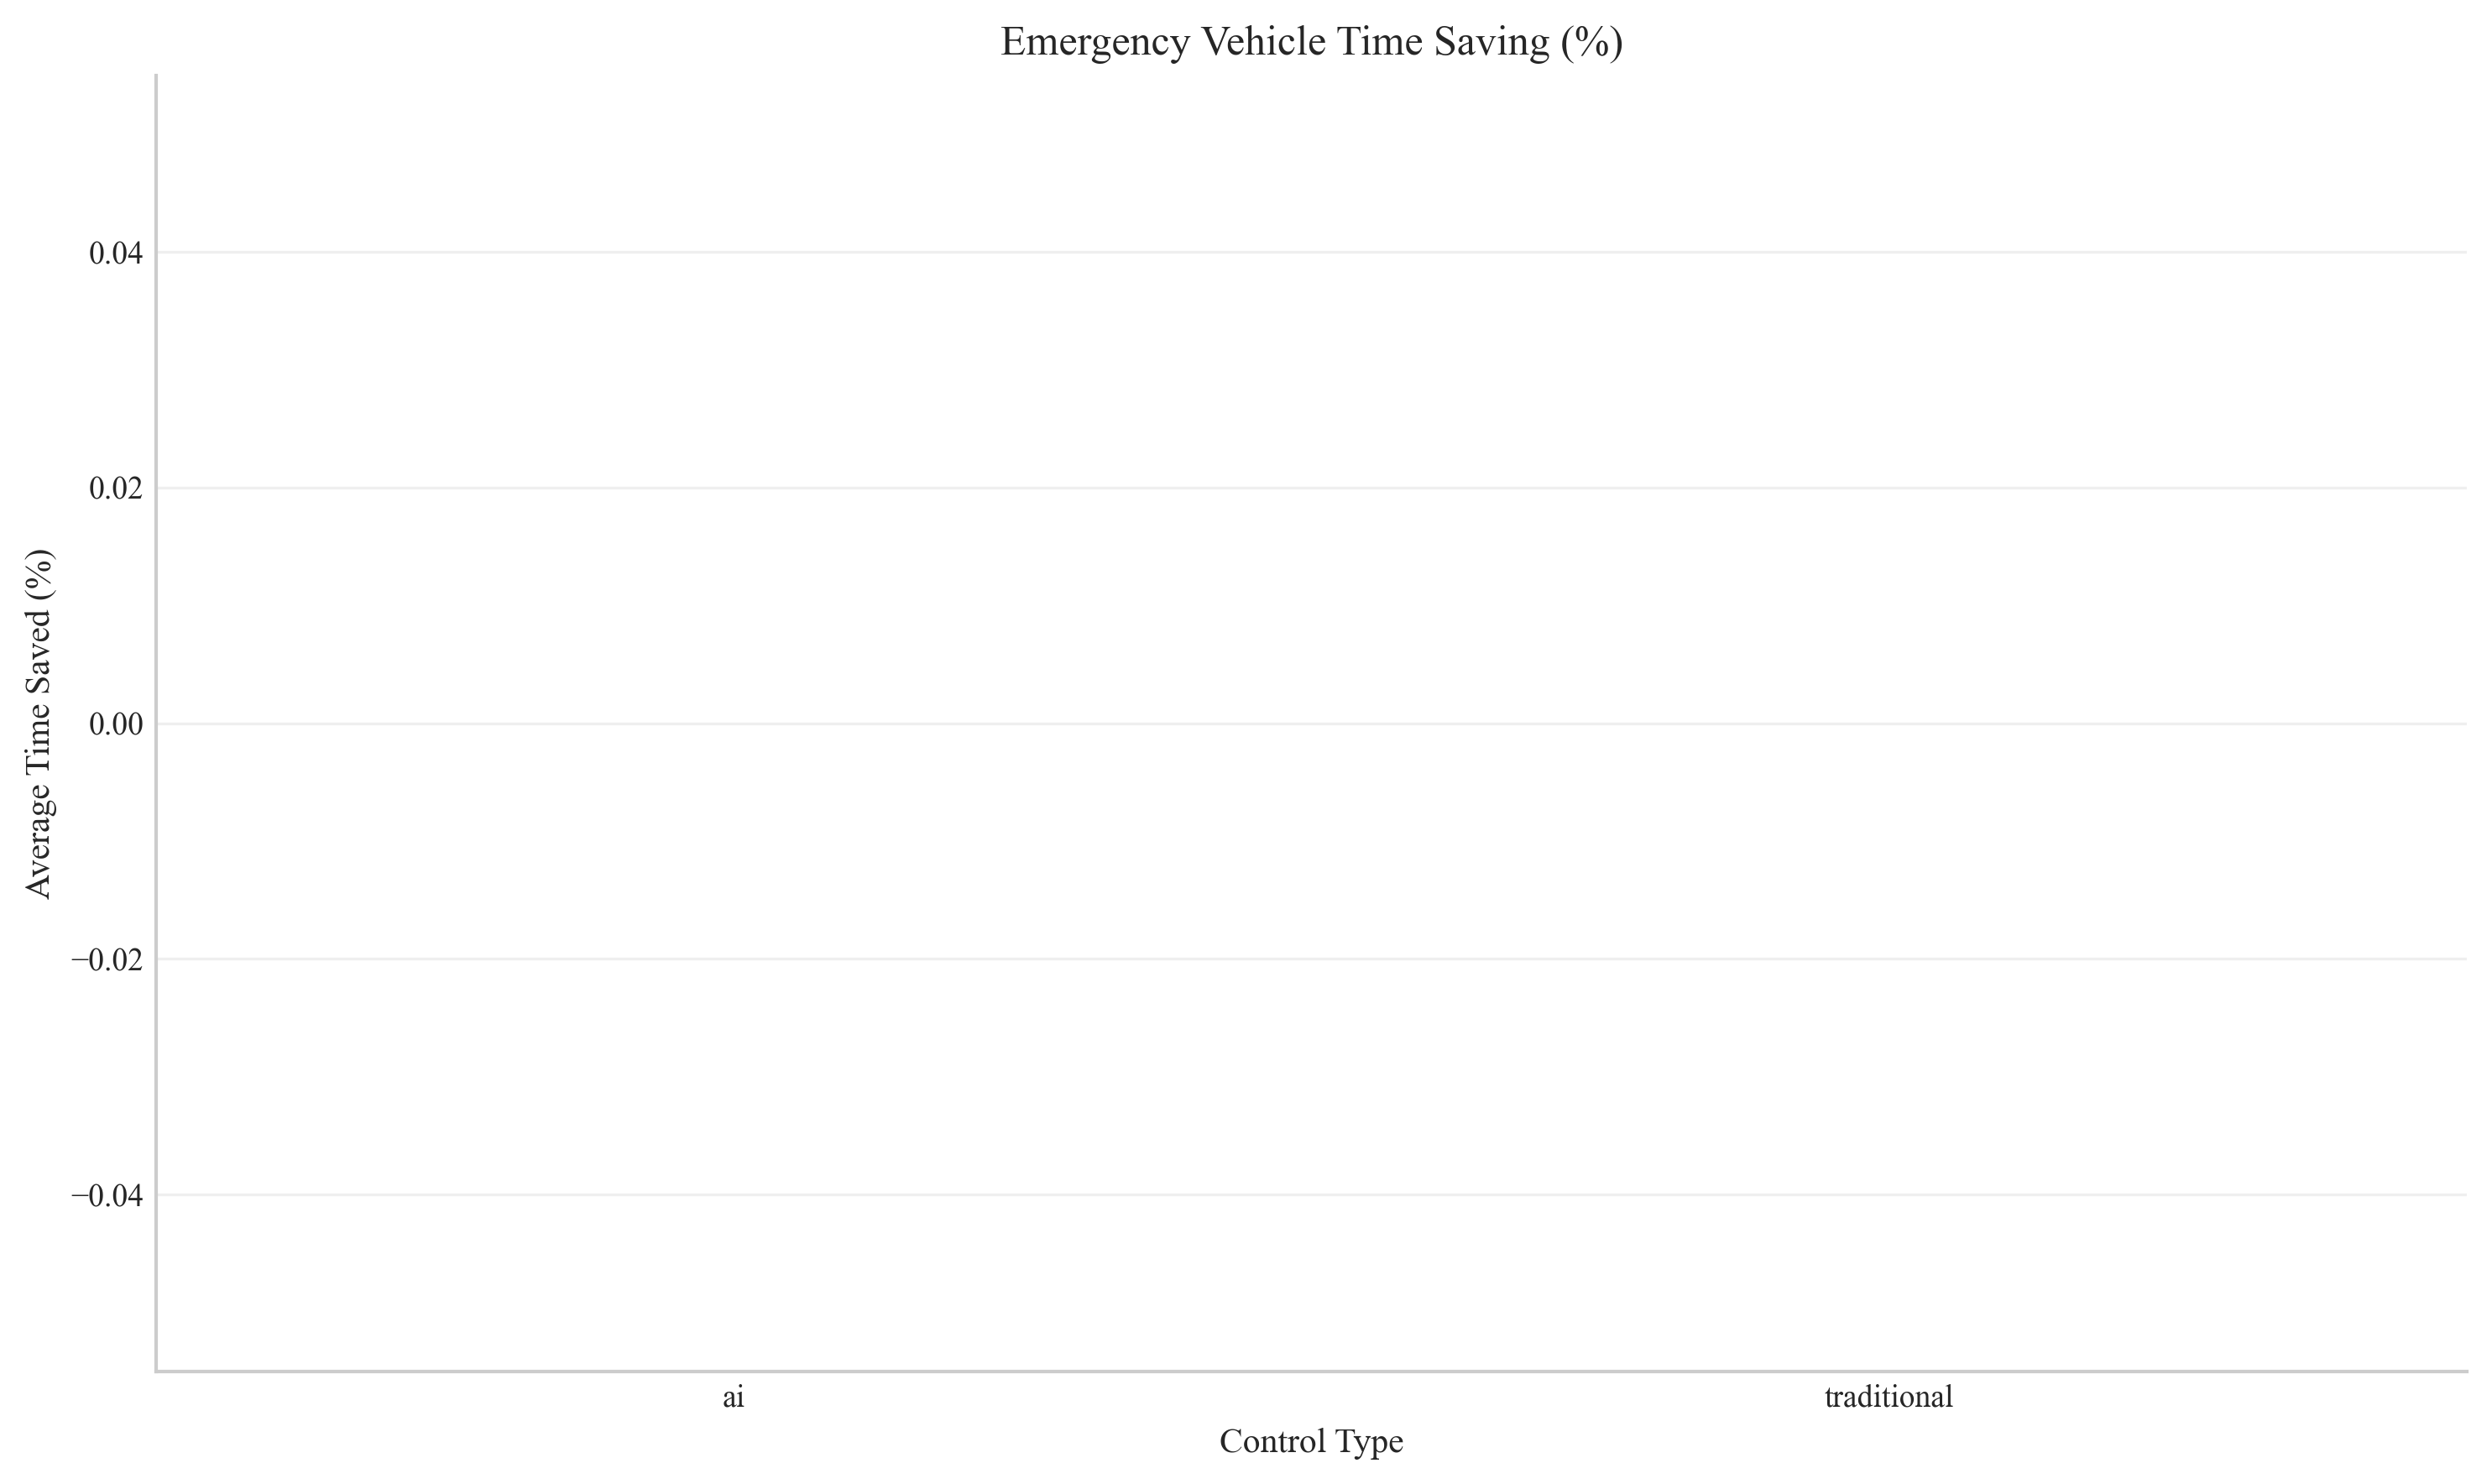 Emergency Vehicle Time Saving (%)
Average Time Saved (%)
0.04
0.02
0.00
−0.02
−0.04
ai
traditional
Control Type